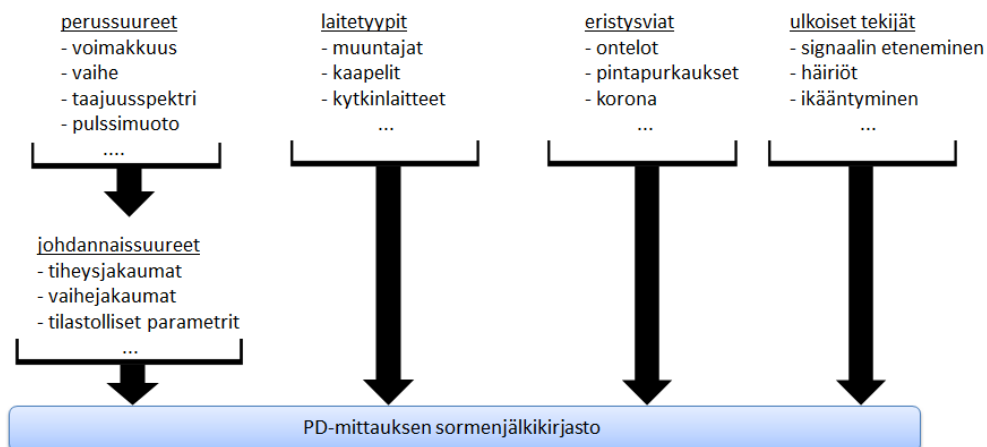 perussuureet
- voimakkuus
- vaihe
- taajuusspektri
- pulssimuoto
....
johdannaissuureet
- tiheysjakaumat
- vaihejakaumat
- tilastolliset parametrit
...
laitetyypit
- muuntajat
- kaapelit
- kytkinlaitteet
...
eristysviat
- ontelot
- pintapurkaukset
- korona
...
ulkoiset tekijät
- signaalin eteneminen
- häiriöt
- ikääntyminen
...
PD-mittauksen sormenjälkikirjasto